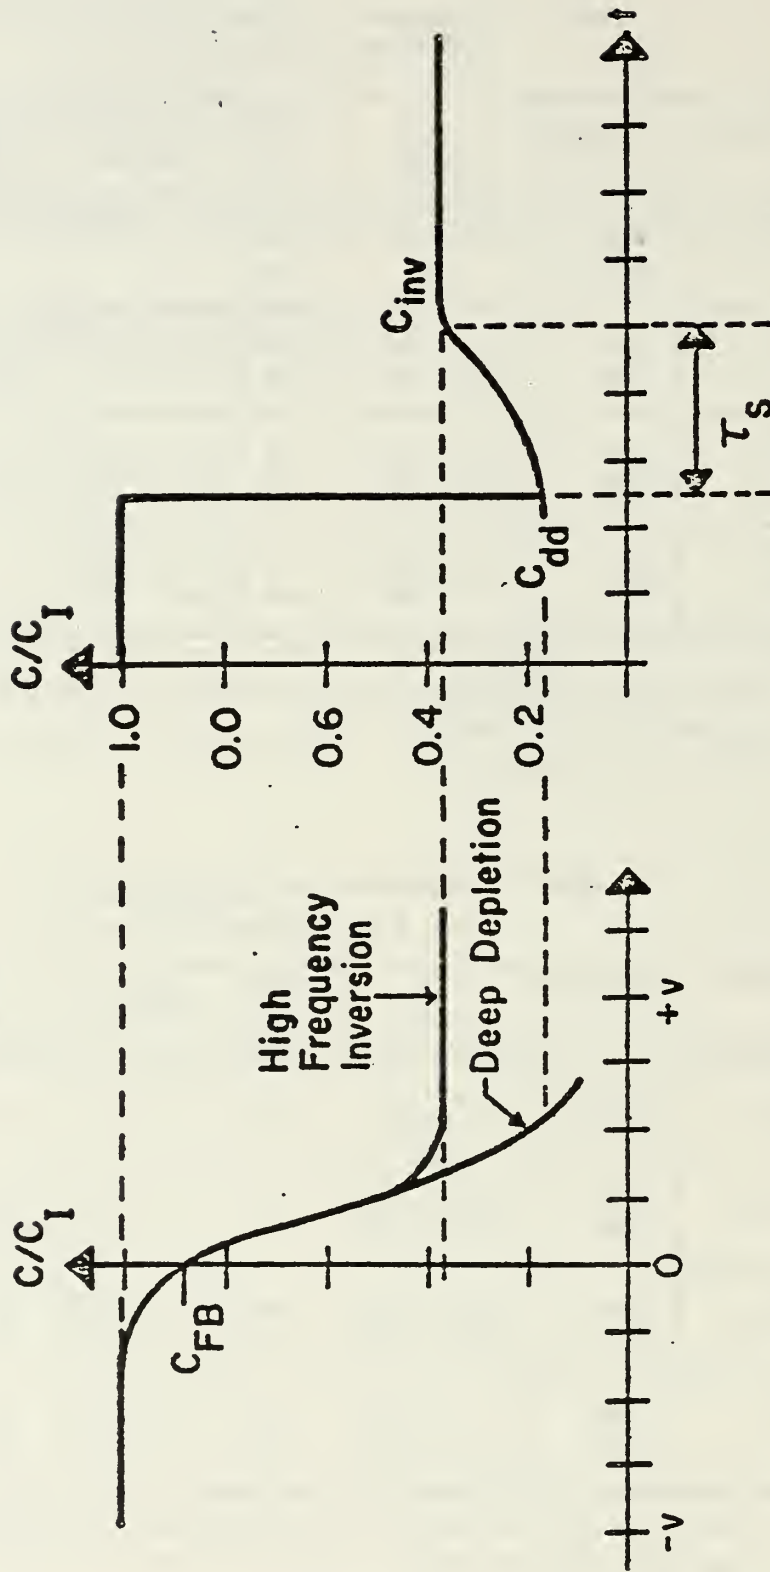 C/C_I
C_FB
High
Frequency
Inversion
Deep Depletion
-v
0
+v
C/C_I
1.0
0.0
0.6
0.4
0.2
C_inv
C_dd
τ_s
t